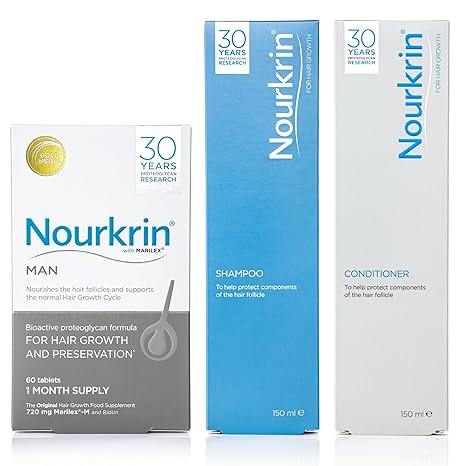 GOLD MEDAL
30
YEARS
PROTEOGLYCAN
RESEARCH
Nourkrin®
with MARILEX®
MAN
Nourishes the hair follicles and supports
the normal Hair Growth Cycle
Bioactive proteoglycan formula
FOR HAIR GROWTH
AND PRESERVATION*
60 tablets
1 MONTH SUPPLY
The Original Hair Growth Food Supplement
720 mg Marilex®-M and Biotin
30
YEARS
PROTEOGLYCAN
RESEARCH
Nourkrin®
FOR HAIR GROWTH
SHAMPOO
To help protect components
of the hair follicle
150 ml ℮
30
YEARS
PROTEOGLYCAN
RESEARCH
Nourkrin®
FOR HAIR GROWTH
CONDITIONER
To help protect components
of the hair follicle
150 ml ℮